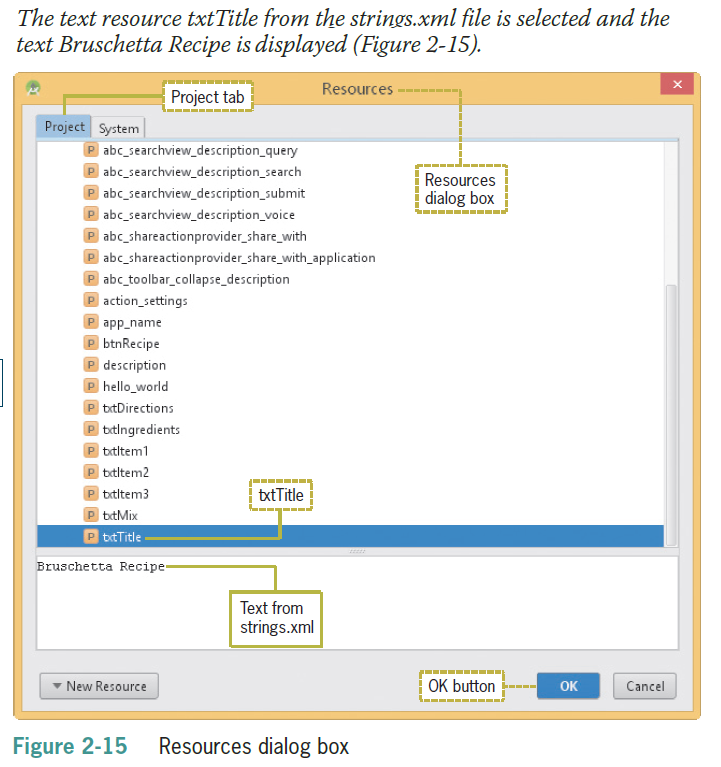 The text resource txtTitle from the strings.xml file is selected and the
text Bruschetta Recipe is displayed (Figure 2-15).
Resources
Project tab
Project
System
P abc_searchview_description_query
P abc_searchview_description_search
Resources
dialog box
P abc_searchview_description_submit
P abc_searchview_description_voice
P abc_shareactionprovider_share_with
P abc_shareactionprovider_share_with_application
P abc_toolbar_collapse_description
P action_settings
P app_name
P btnRecipe
P description
P hello_world
P txtDirections
P txtIngredients
P txtItem1
P txtItem2
P txtItem3
txtTitle
P txtMix
P txtTitle
Bruschetta Recipe
Text from
strings.xml
New Resource
OK button
OK
Cancel
Figure 2-15 Resources dialog box